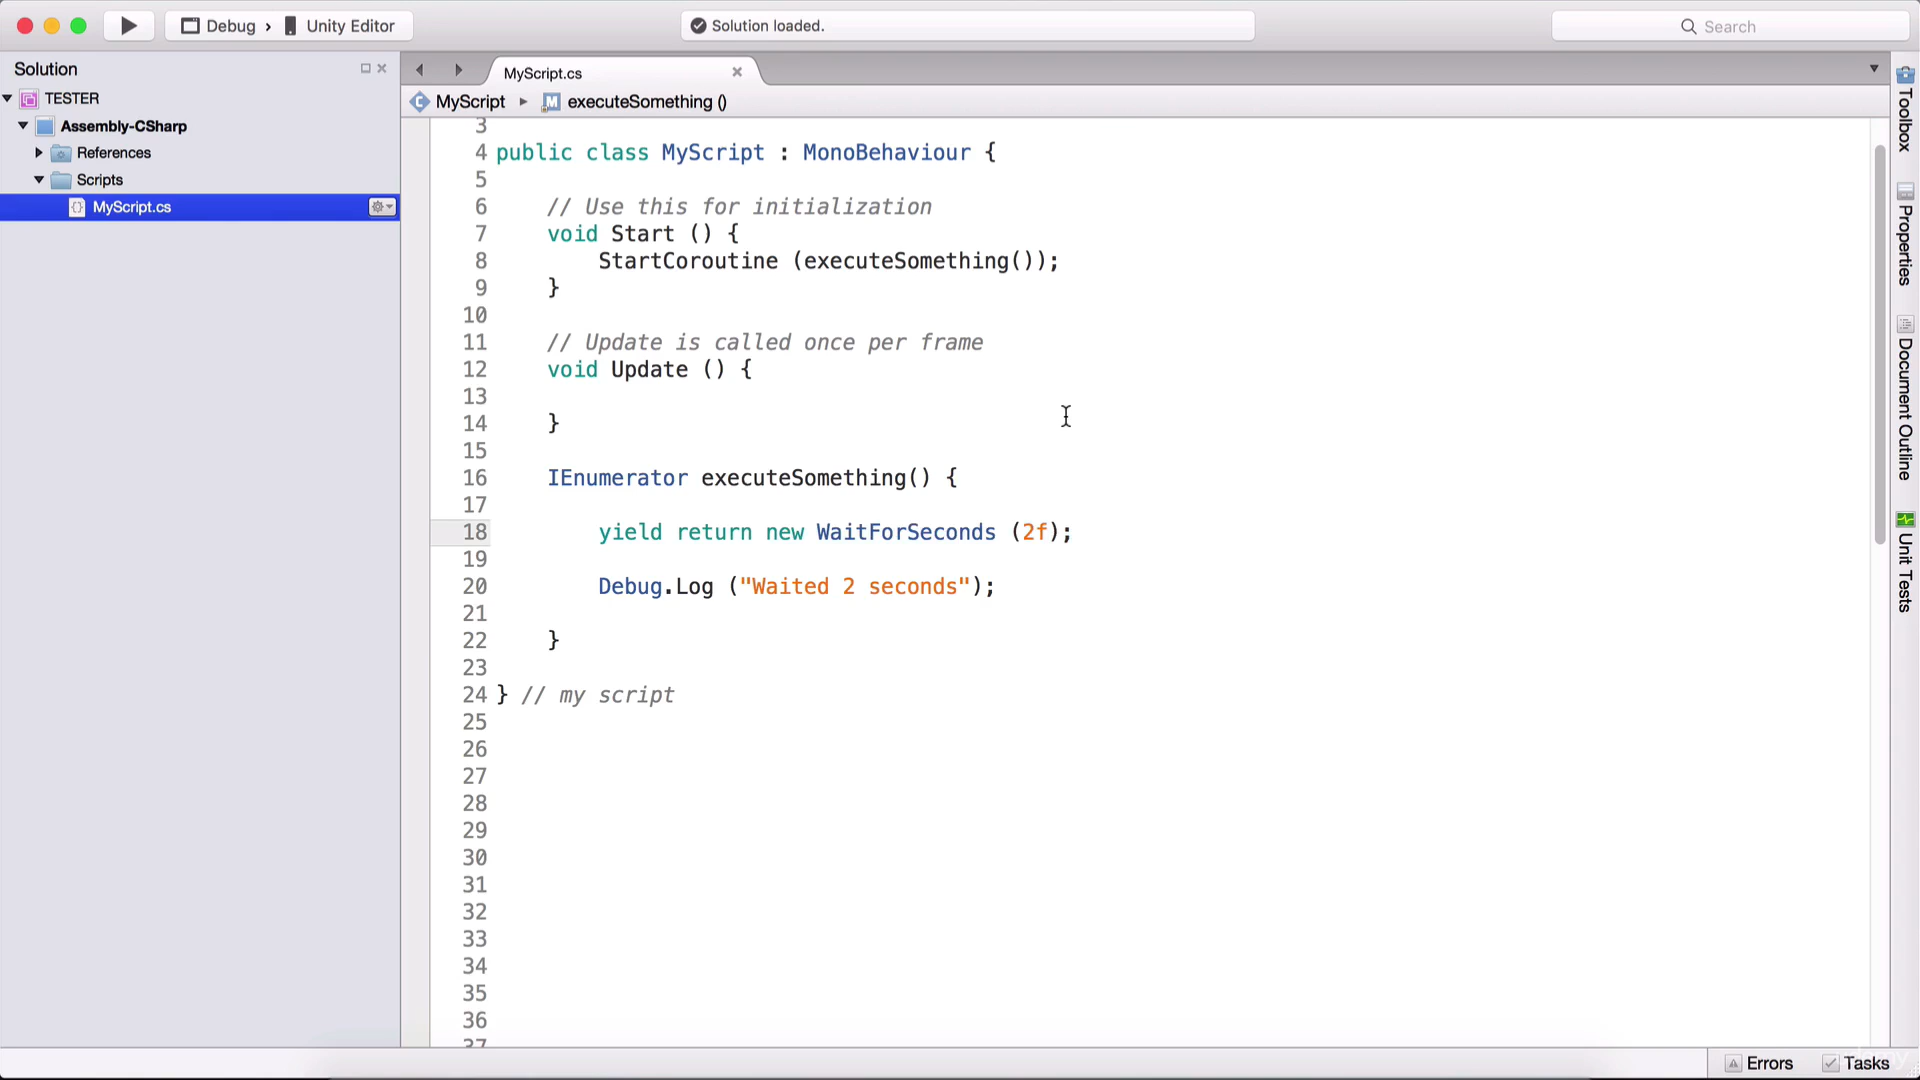 Debug › Unity Editor
Solution loaded.
Search
Solution
TESTER
Assembly-CSharp
References
Scripts
MyScript.cs
MyScript.cs
MyScript ▸ executeSomething ()
3
4 public class MyScript : MonoBehaviour {
5
6 // Use this for initialization
7 void Start () {
8 StartCoroutine (executeSomething());
9 }
10
11 // Update is called once per frame
12 void Update () {
13
14 }
15
16 IEnumerator executeSomething() {
17
18 yield return new WaitForSeconds (2f);
19
20 Debug.Log ("Waited 2 seconds");
21
22 }
23
24 } // my script
25
26
27
28
29
30
31
32
33
34
35
36
37
Toolbox
Properties
Document Outline
Unit Tests
Errors
Tasks